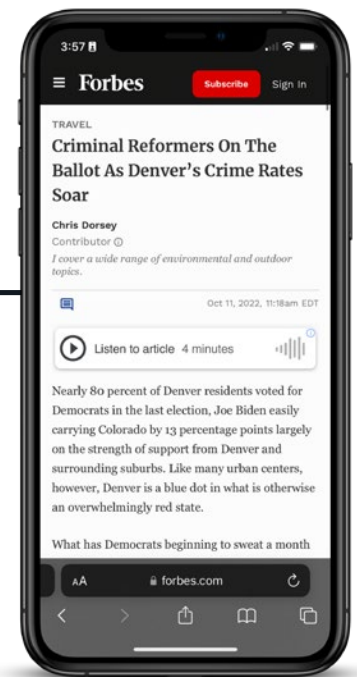 3:57
Forbes
Subscribe
Sign In
TRAVEL
Criminal Reformers On The
Ballot As Denver's Crime Rates
Soar
Chris Dorsey
Contributor
I cover a wide range of environmental and outdoor
topics.
Oct 11, 2022, 11:18am EDT
Listen to article 4 minutes
Nearly 80 percent of Denver residents voted for
Democrats in the last election, Joe Biden easily
carrying Colorado by 13 percentage points largely
on the strength of support from Denver and
surrounding suburbs. Like many urban centers,
however, Denver is a blue dot in what is otherwise
an overwhelmingly red state.
What has Democrats beginning to sweat a month
AA
forbes.com